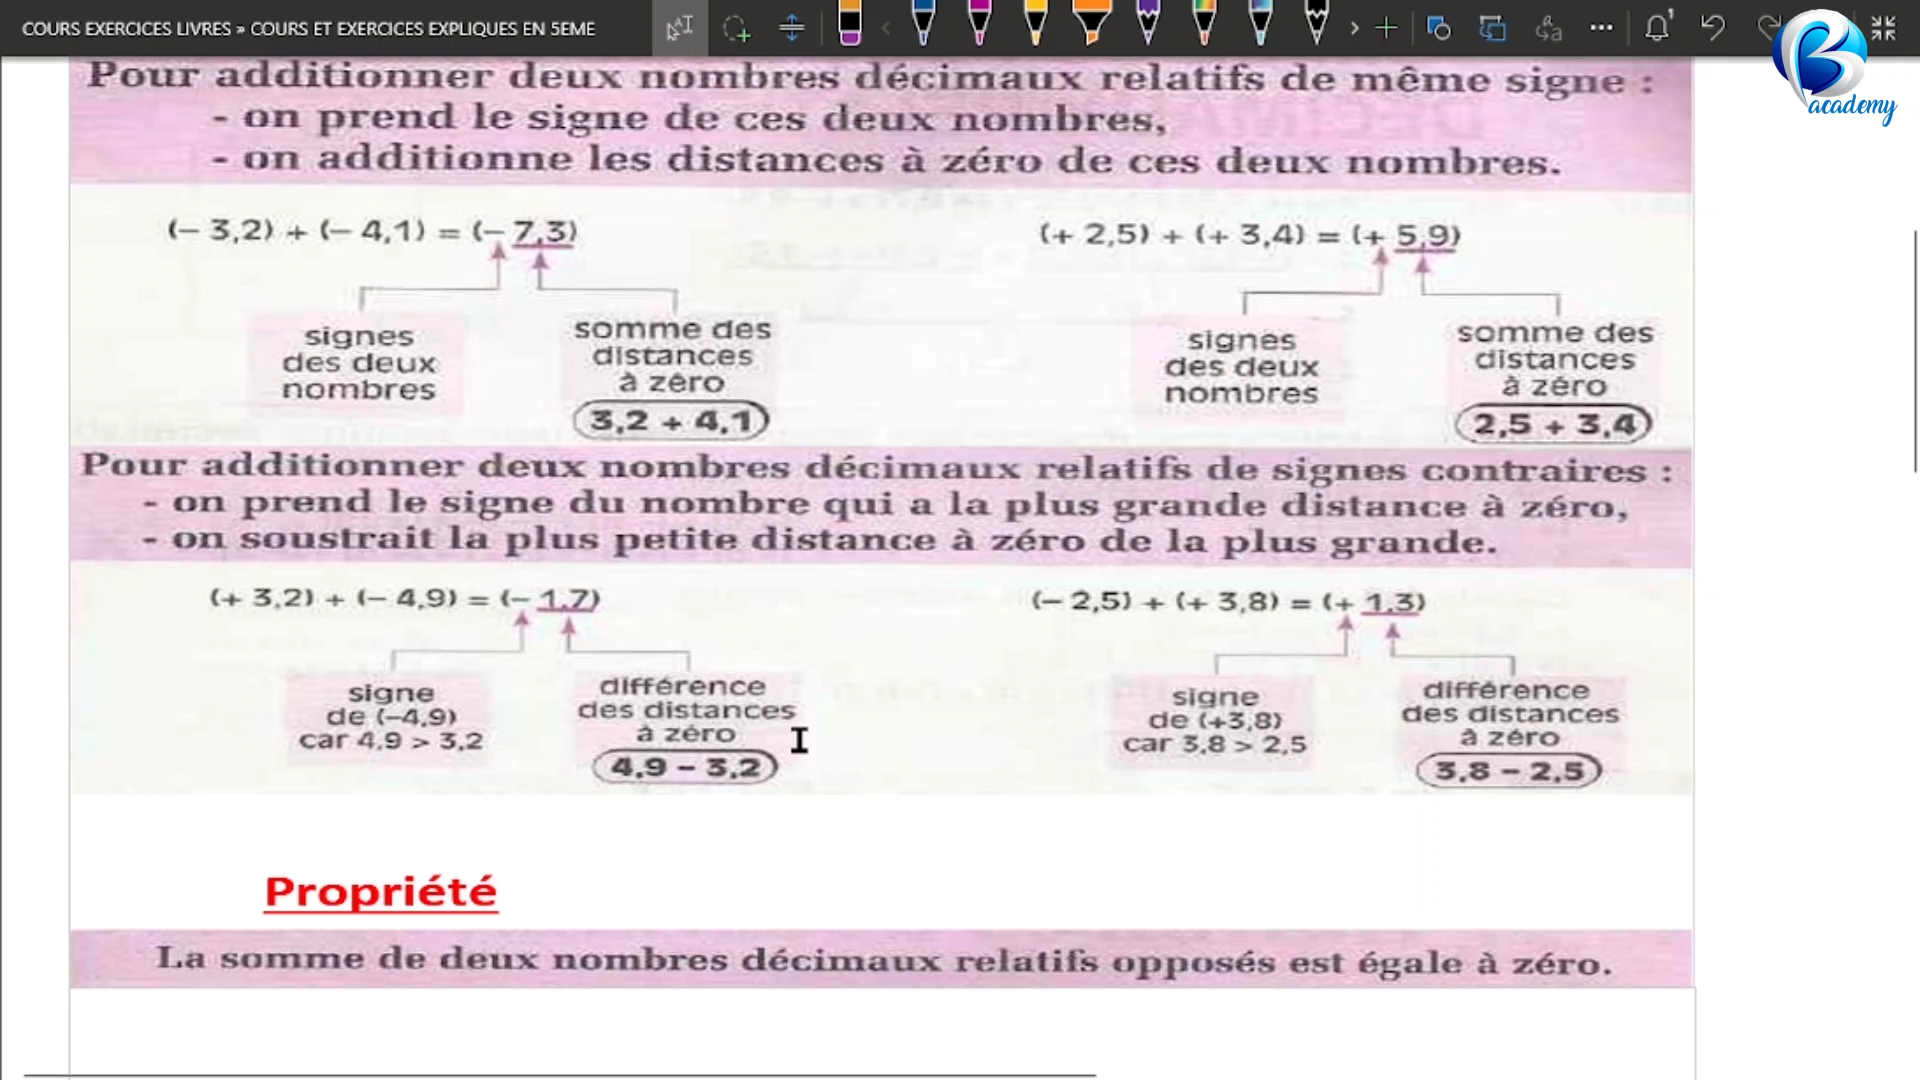 COURS EXERCICES LIVRES » COURS ET EXERCICES EXPLIQUES EN 5EME
B academy
Pour additionner deux nombres décimaux relatifs de même signe :
- on prend le signe de ces deux nombres,
- on additionne les distances à zéro de ces deux nombres.
(– 3,2) + (– 4,1) = (– 7,3)
signes
des deux
nombres
somme des
distances
à zéro
3,2 + 4,1
(+ 2,5) + (+ 3,4) = (+ 5,9)
signes
des deux
nombres
somme des
distances
à zéro
2,5 + 3,4
Pour additionner deux nombres décimaux relatifs de signes contraires :
- on prend le signe du nombre qui a la plus grande distance à zéro,
- on soustrait la plus petite distance à zéro de la plus grande.
(+ 3,2) + (– 4,9) = (– 1,7)
signe
de (–4,9)
car 4,9 > 3,2
différence
des distances
à zéro
4,9 – 3,2
(– 2,5) + (+ 3,8) = (+ 1,3)
signe
de (+3,8)
car 3,8 > 2,5
différence
des distances
à zéro
3,8 – 2,5
Propriété
La somme de deux nombres décimaux relatifs opposés est égale à zéro.